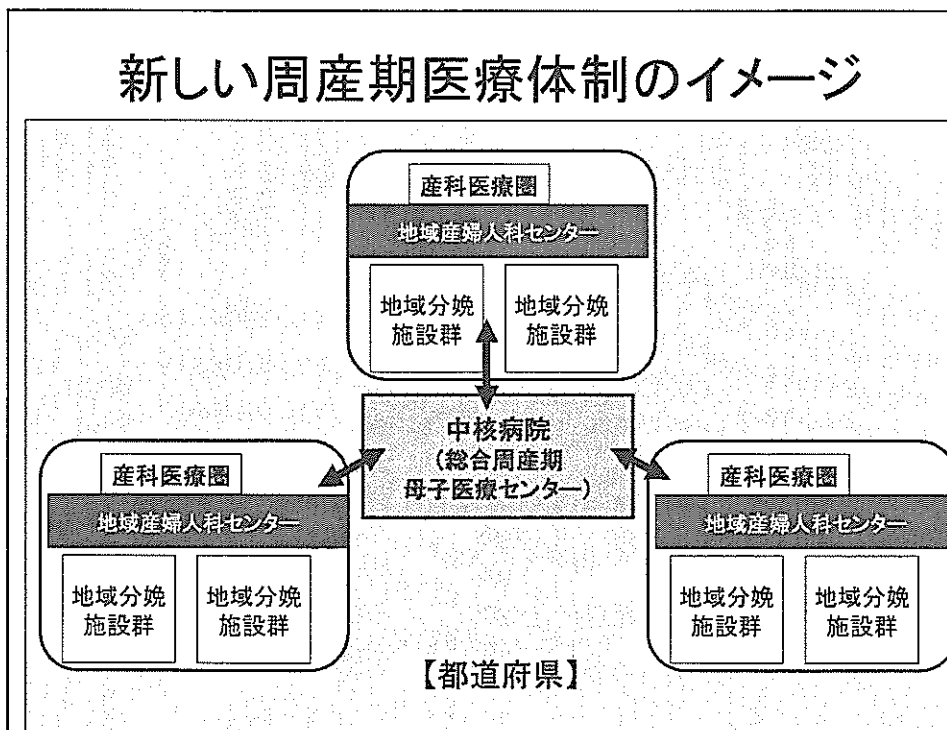 新しい周産期医療体制のイメージ
産科医療圏
地域産婦人科センター
地域分娩
施設群
地域分娩
施設群
中核病院
(総合周産期
母子医療センター)
産科医療圏
地域産婦人科センター
地域分娩
施設群
地域分娩
施設群
産科医療圏
地域産婦人科センター
地域分娩
施設群
地域分娩
施設群
【都道府県】